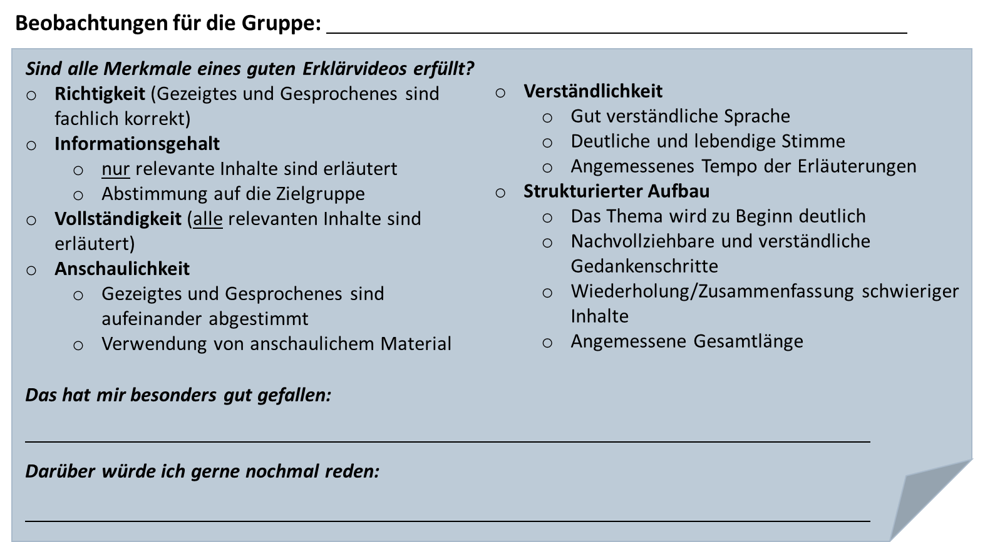 Beobachtungen für die Gruppe:
Sind alle Merkmale eines guten Erklärvideos erfüllt?
o Richtigkeit (Gezeigtes und Gesprochenes sind
fachlich korrekt)
o Informationsgehalt
o nur relevante Inhalte sind erläutert
o Abstimmung auf die Zielgruppe
o Vollständigkeit (alle relevanten Inhalte sind
erläutert)
o Anschaulichkeit
o Gezeigtes und Gesprochenes sind
aufeinander abgestimmt
o Verwendung von anschaulichem Material
o Verständlichkeit
o Gut verständliche Sprache
o Deutliche und lebendige Stimme
o Angemessenes Tempo der Erläuterungen
o Strukturierter Aufbau
o Das Thema wird zu Beginn deutlich
o Nachvollziehbare und verständliche
Gedankenschritte
o Wiederholung/Zusammenfassung schwieriger
Inhalte
o Angemessene Gesamtlänge
Das hat mir besonders gut gefallen:
Darüber würde ich gerne nochmal reden: